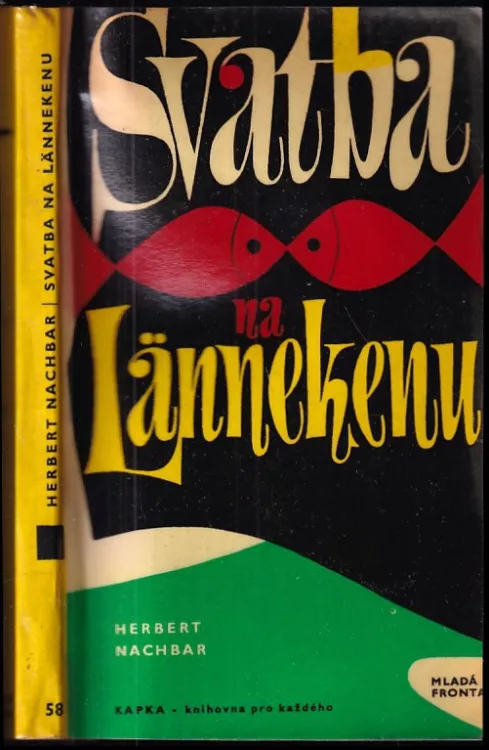 HERBERT NACHBAR | SVATBA NA LÄNNEKENU
58
Svatba
na
Lännekenu
HERBERT
NACHBAR
MLADÁ
FRONTA
KAPKA - knihovna pro každého